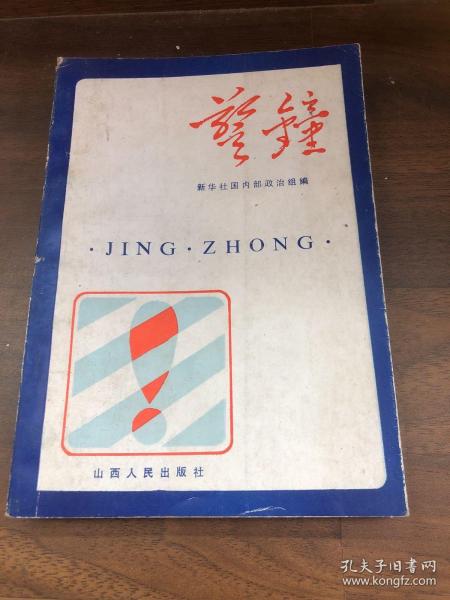 警鐘
新华社国内部政治组编
·JING·ZHONG·
山西人民出版社
孔夫子旧书网
www.kongfz.com